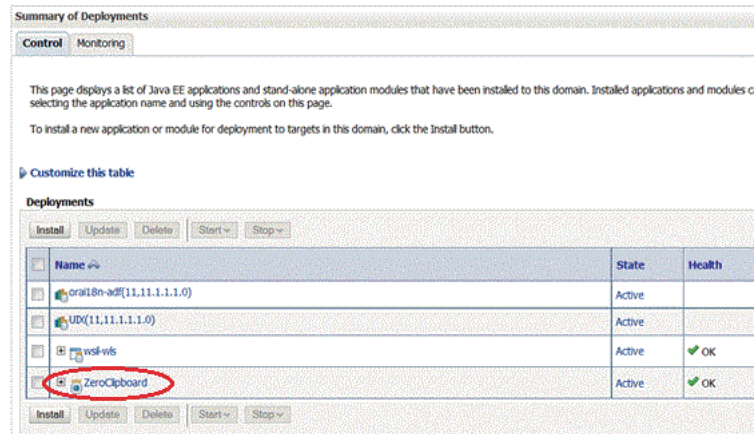 Summary of Deployments
Control Monitoring
This page displays a list of Java EE applications and stand-alone application modules that have been installed to this domain. Installed applications and modules c
selecting the application name and using the controls on this page.
To install a new application or module for deployment to targets in this domain, click the Install button.
Customize this table
Deployments
Install Update Delete Start Stop
Name State Health
orai18n-adf(11,11.1.1.1.0) Active
UIX(11,11.1.1.1.0) Active
wsil-wls Active OK
ZeroClipboard Active OK
Install Update Delete Start Stop